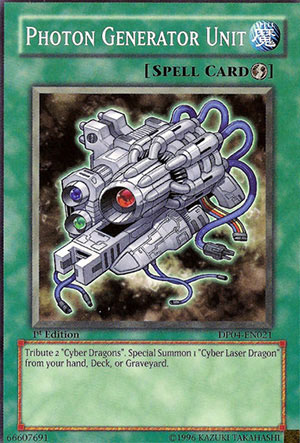 PHOTON GENERATOR UNIT 魔
[SPELL CARD]
1st Edition DP04-EN021
Tribute 2 "Cyber Dragons". Special Summon 1 "Cyber Laser Dragon"
from your hand, Deck, or Graveyard.
66607691 ©1996 KAZUKI TAKAHASHI